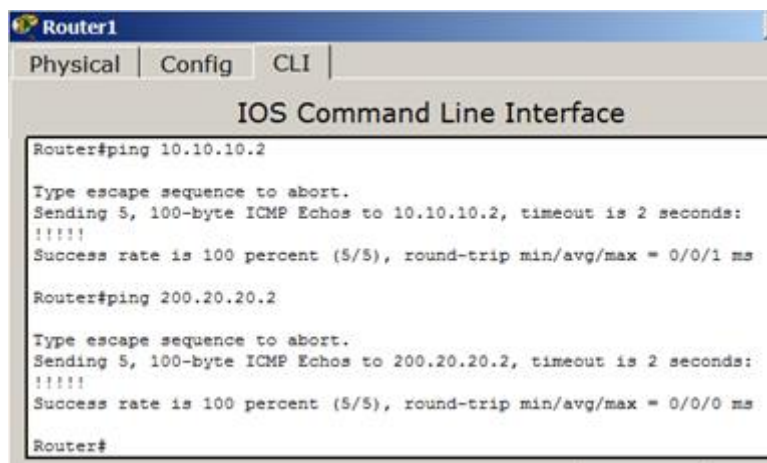 Router1
Physical Config CLI
IOS Command Line Interface
Router#ping 10.10.10.2
Type escape sequence to abort.
Sending 5, 100-byte ICMP Echos to 10.10.10.2, timeout is 2 seconds:
!!!!!
Success rate is 100 percent (5/5), round-trip min/avg/max = 0/0/1 ms
Router#ping 200.20.20.2
Type escape sequence to abort.
Sending 5, 100-byte ICMP Echos to 200.20.20.2, timeout is 2 seconds:
!!!!!
Success rate is 100 percent (5/5), round-trip min/avg/max = 0/0/0 ms
Router#